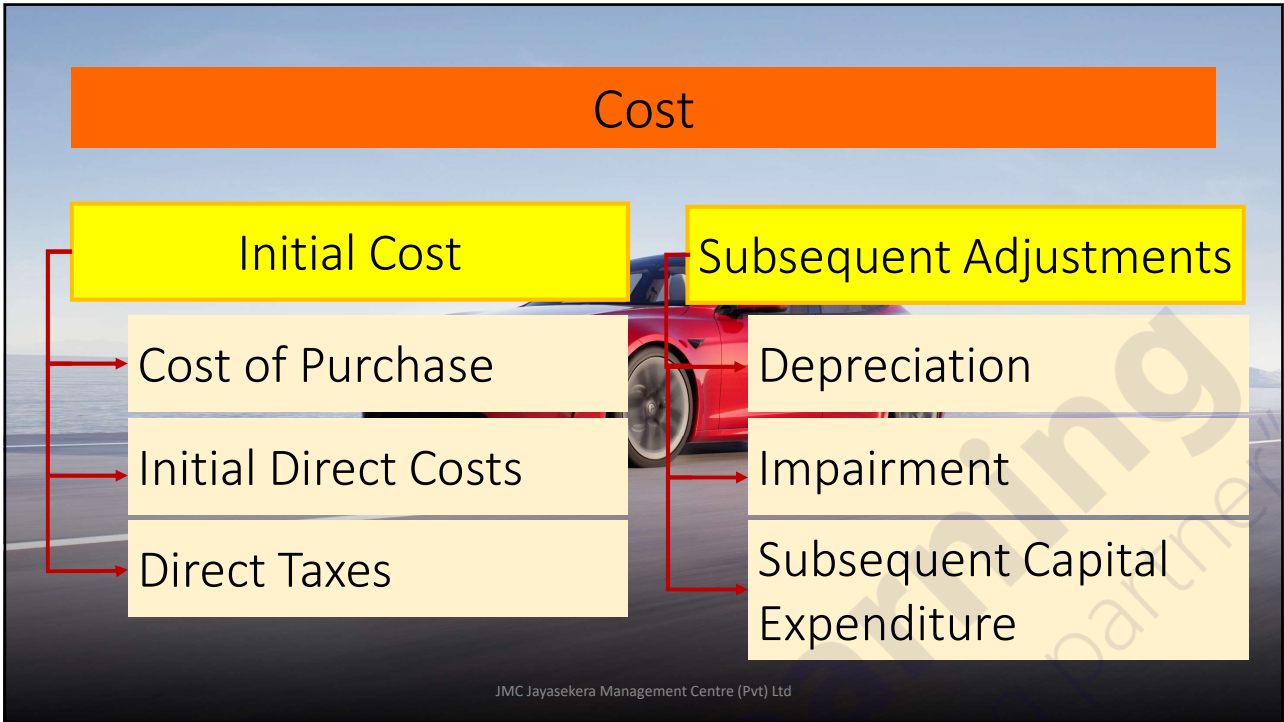 Cost
Initial Cost
Cost of Purchase
Initial Direct Costs
Direct Taxes
Subsequent Adjustments
Depreciation
Impairment
Subsequent Capital
Expenditure
JMC Jayasekera Management Centre (Pvt) Ltd